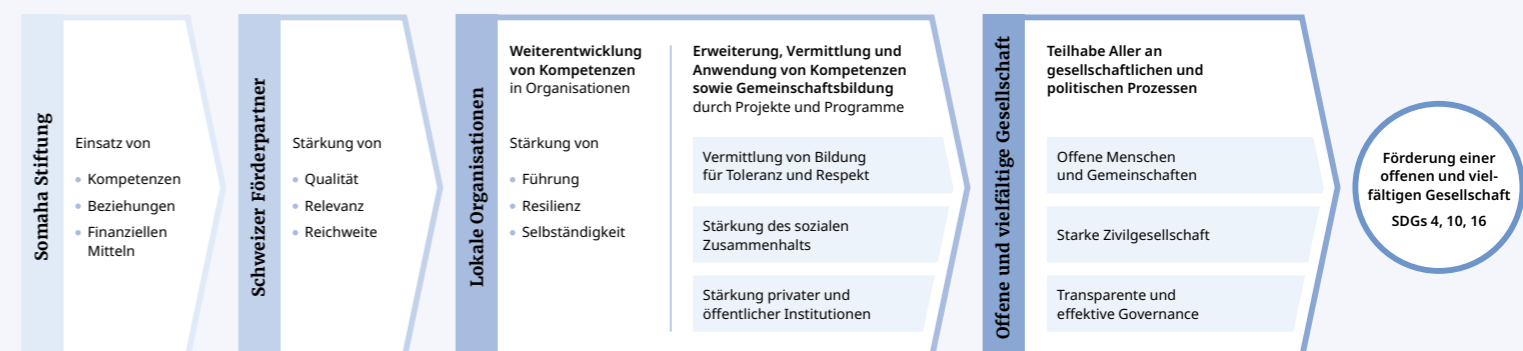 Somaha Stiftung
Einsatz von
• Kompetenzen
• Beziehungen
• Finanziellen
Mitteln
Schweizer Förderpartner
Stärkung von
• Qualität
• Relevanz
• Reichweite
Lokale Organisationen
Weiterentwicklung
von Kompetenzen
in Organisationen
Stärkung von
• Führung
• Resilienz
• Selbständigkeit
Erweiterung, Vermittlung und
Anwendung von Kompetenzen
sowie Gemeinschaftsbildung
durch Projekte und Programme
Vermittlung von Bildung
für Toleranz und Respekt
Stärkung des sozialen
Zusammenhalts
Stärkung privater und
öffentlicher Institutionen
Offene und vielfältige Gesellschaft
Teilhabe Aller an
gesellschaftlichen und
politischen Prozessen
Offene Menschen
und Gemeinschaften
Starke Zivilgesellschaft
Transparente und
effektive Governance
Förderung einer
offenen und viel-
fältigen Gesellschaft
SDGs 4, 10, 16